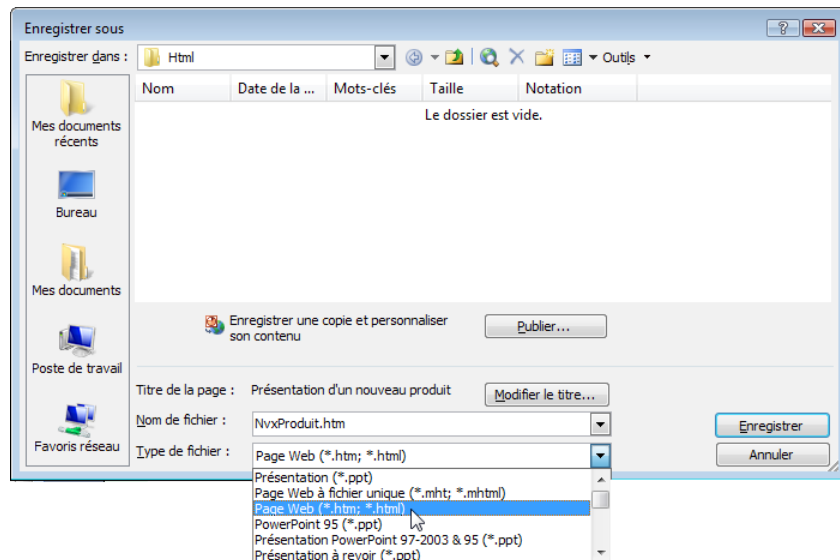 Enregistrer sous
Enregistrer dans :
Html
Outils
Nom
Date de la ...
Mots-clés
Taille
Notation
Le dossier est vide.
Mes documents
récents
Bureau
Mes documents
Poste de travail
Favoris réseau
Enregistrer une copie et personnaliser
son contenu
Publier...
Titre de la page :
Présentation d'un nouveau produit
Modifier le titre...
Nom de fichier :
NvxProduit.htm
Enregistrer
Type de fichier :
Page Web (*.htm; *.html)
Annuler
Présentation (*.ppt)
Page Web à fichier unique (*.mht; *.mhtml)
Page Web (*.htm; *.html)
PowerPoint 95 (*.ppt)
Présentation PowerPoint 97-2003 & 95 (*.ppt)
Présentation à revoir (*.ppt)